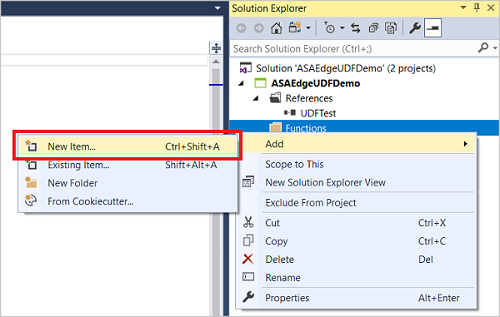 Solution Explorer
Search Solution Explorer (Ctrl+;)
Solution 'ASAEdgeUDFDemo' (2 projects)
ASAEdgeUDFDemo
References
UDFTest
Functions
New Item... Ctrl+Shift+A
Existing Item... Shift+Alt+A
New Folder
From Cookiecutter...
Add
Scope to This
New Solution Explorer View
Exclude From Project
Cut Ctrl+X
Copy Ctrl+C
Delete Del
Rename
Properties Alt+Enter